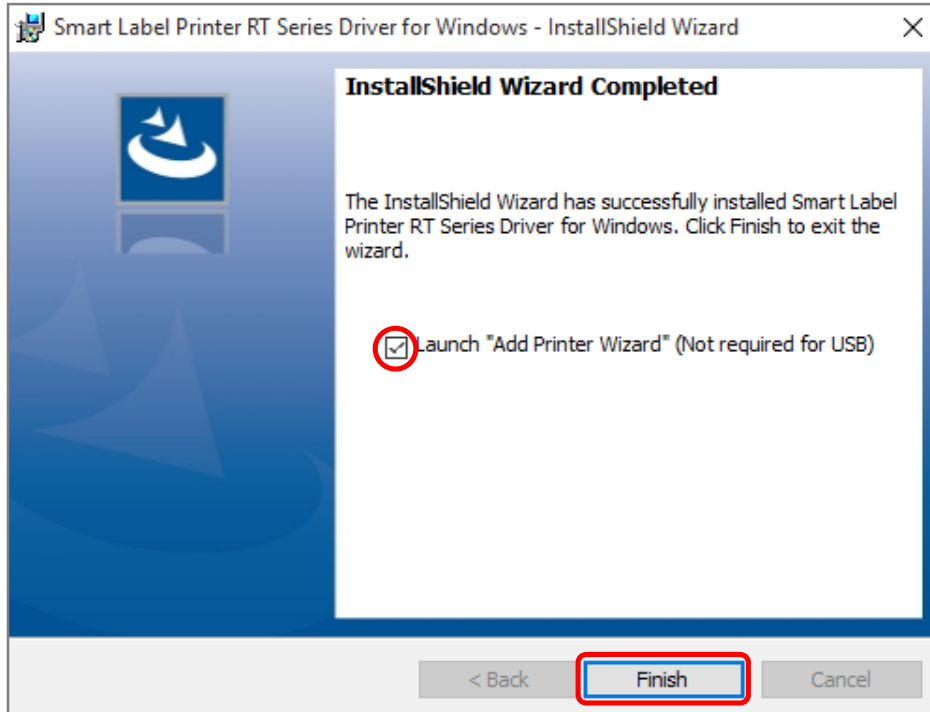 Smart Label Printer RT Series Driver for Windows - InstallShield Wizard
InstallShield Wizard Completed
The InstallShield Wizard has successfully installed Smart Label
Printer RT Series Driver for Windows. Click Finish to exit the
wizard.
Launch "Add Printer Wizard" (Not required for USB)
< Back Finish Cancel